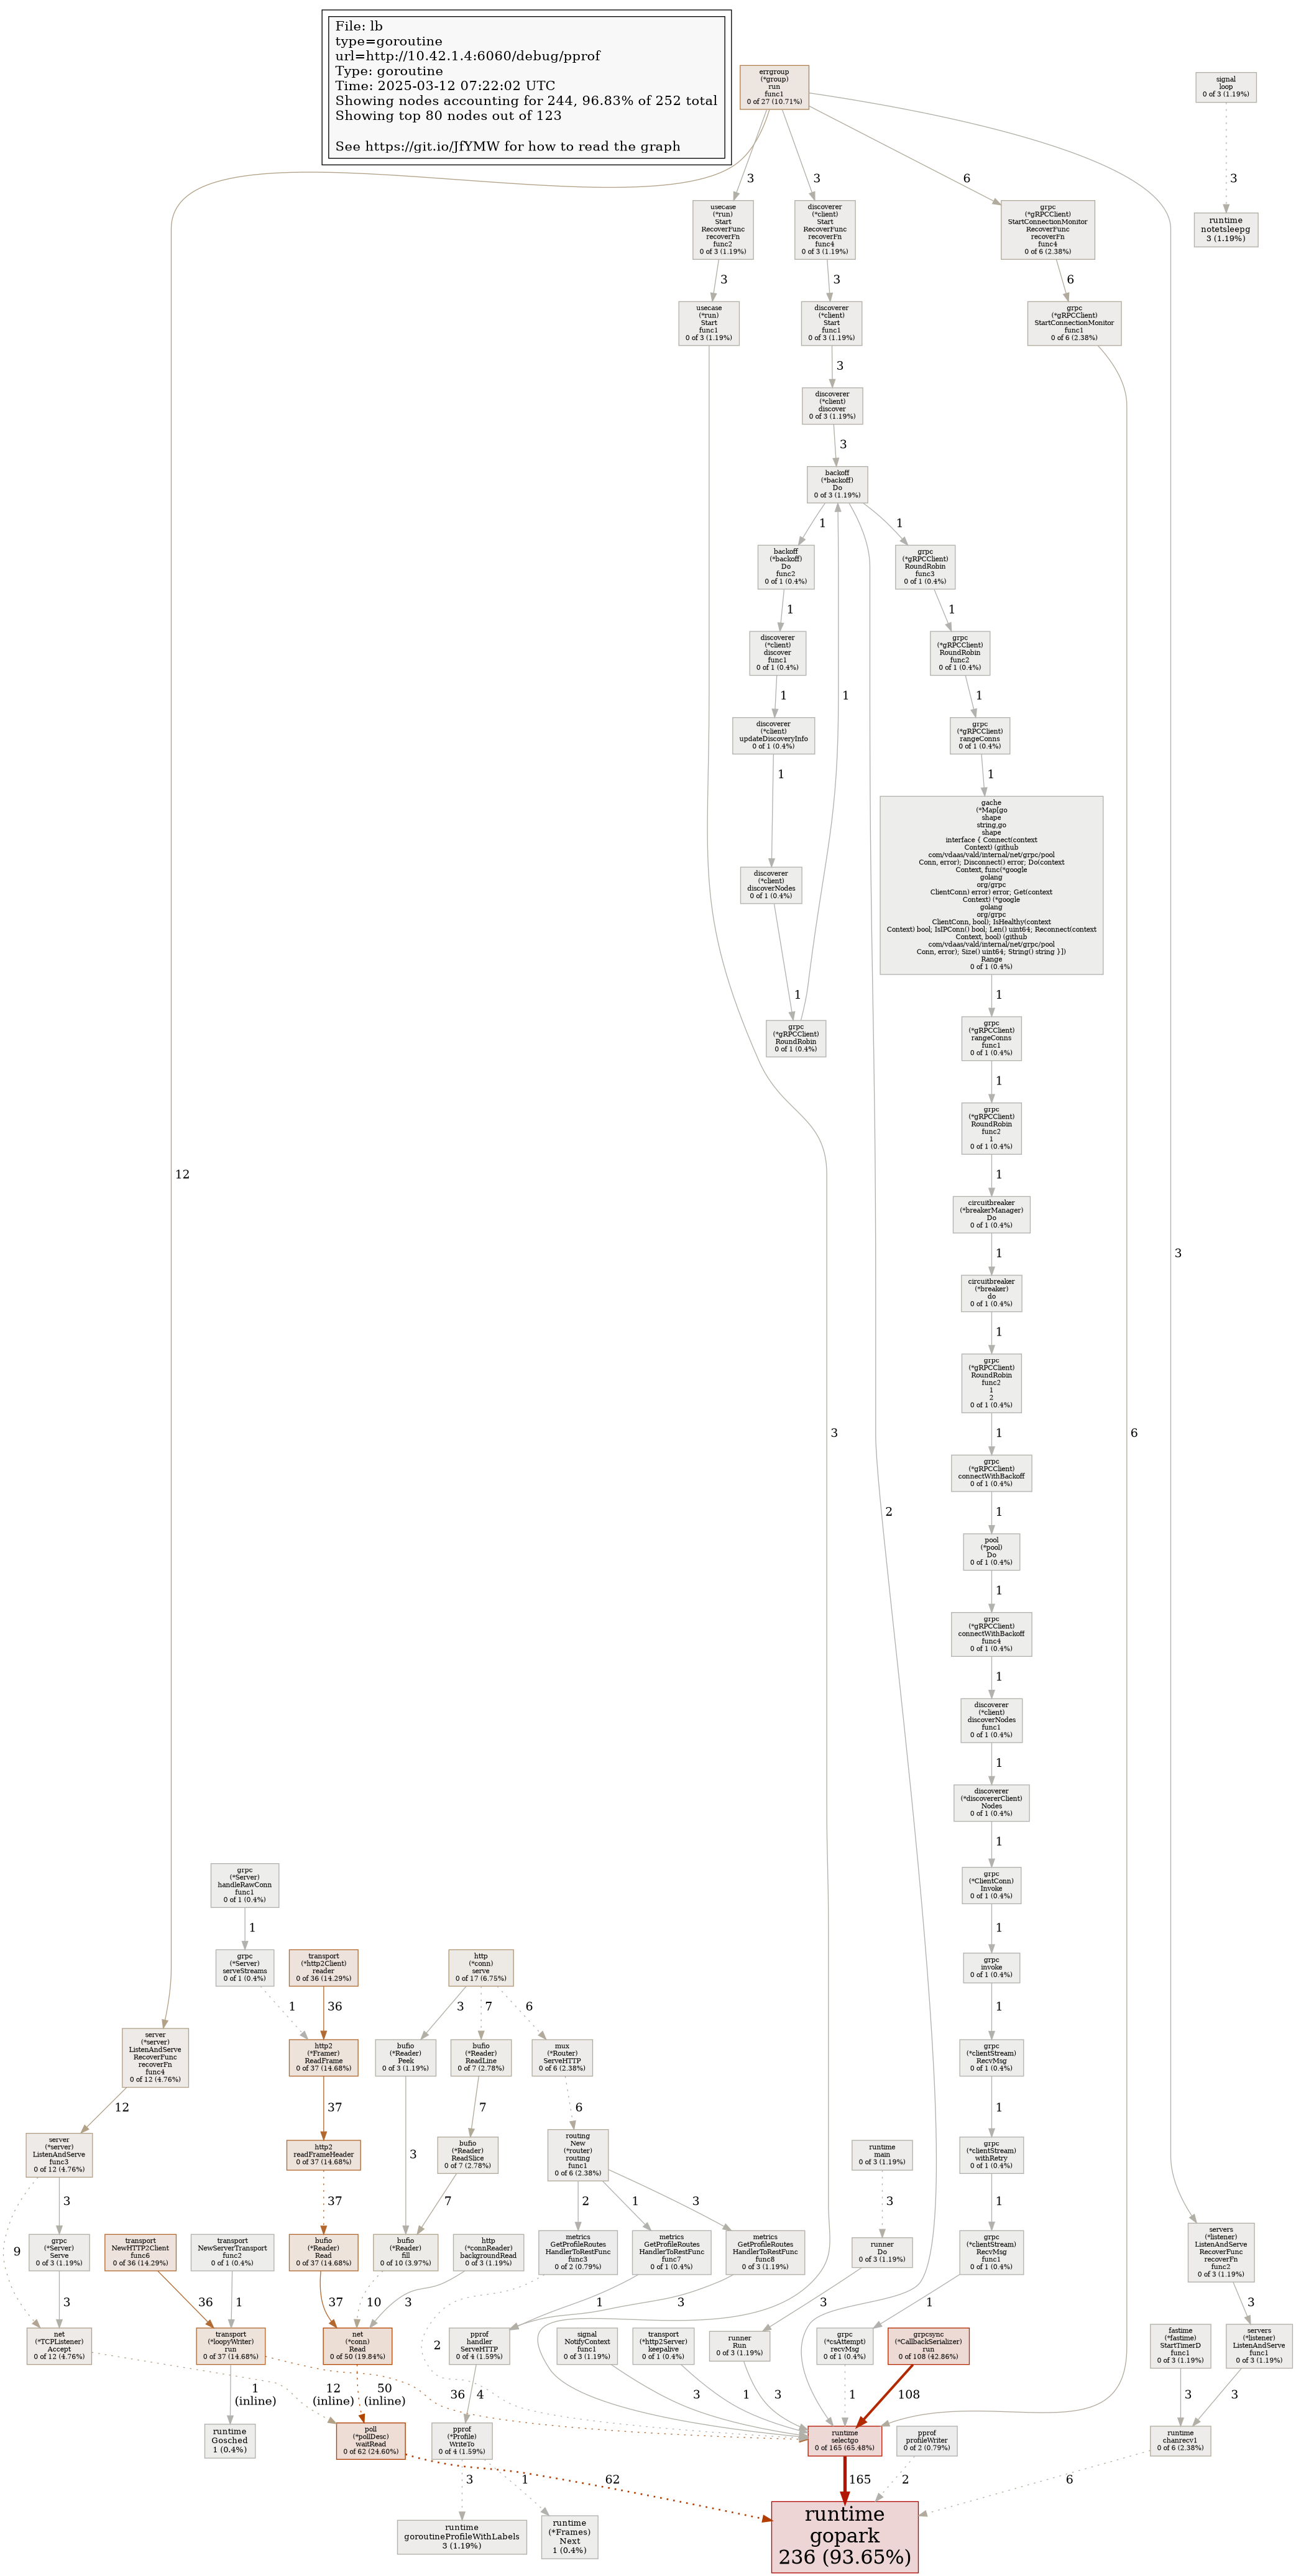 File: lb
type=goroutine
url=http://10.42.1.4:6060/debug/pprof
Type: goroutine
Time: 2025-03-12 07:22:02 UTC
Showing nodes accounting for 244, 96.83% of 252 total
Showing top 80 nodes out of 123
See https://git.io/JfYMW for how to read the graph
errgroup
(*group)
run
func1
0 of 27 (10.71%)
signal
loop
0 of 3 (1.19%)
3
3
6
3
usecase
(*run)
Start
RecoverFunc
recoverFn
func2
0 of 3 (1.19%)
discoverer
(*client)
Start
RecoverFunc
recoverFn
func4
0 of 3 (1.19%)
grpc
(*gRPCClient)
StartConnectionMonitor
RecoverFunc
recoverFn
func4
0 of 6 (2.38%)
runtime
notetsleepg
3 (1.19%)
3
3
6
usecase
(*run)
Start
func1
0 of 3 (1.19%)
discoverer
(*client)
Start
func1
0 of 3 (1.19%)
grpc
(*gRPCClient)
StartConnectionMonitor
func1
0 of 6 (2.38%)
3
discoverer
(*client)
discover
0 of 3 (1.19%)
3
backoff
(*backoff)
Do
0 of 3 (1.19%)
1
1
backoff
(*backoff)
Do
func2
0 of 1 (0.4%)
grpc
(*gRPCClient)
RoundRobin
func3
0 of 1 (0.4%)
1
1
discoverer
(*client)
discover
func1
0 of 1 (0.4%)
grpc
(*gRPCClient)
RoundRobin
func2
0 of 1 (0.4%)
1
1
1
discoverer
(*client)
updateDiscoveryInfo
0 of 1 (0.4%)
grpc
(*gRPCClient)
rangeConns
0 of 1 (0.4%)
1
1
gache
(*Map[go
shape
string,go
shape
interface { Connect(context
Context) (github
com/vdaas/vald/internal/net/grpc/pool
Conn, error); Disconnect() error; Do(context
Context, func(*google
golang
org/grpc
ClientConn) error) error; Get(context
Context) (*google
golang
org/grpc
ClientConn, bool); IsHealthy(context
Context) bool; IsIPConn() bool; Len() uint64; Reconnect(context
Context, bool) (github
com/vdaas/vald/internal/net/grpc/pool
Conn, error); Size() uint64; String() string }])
Range
0 of 1 (0.4%)
discoverer
(*client)
discoverNodes
0 of 1 (0.4%)
1
1
grpc
(*gRPCClient)
RoundRobin
0 of 1 (0.4%)
grpc
(*gRPCClient)
rangeConns
func1
0 of 1 (0.4%)
1
grpc
(*gRPCClient)
RoundRobin
func2
1
0 of 1 (0.4%)
12
1
circuitbreaker
(*breakerManager)
Do
0 of 1 (0.4%)
3
1
circuitbreaker
(*breaker)
do
0 of 1 (0.4%)
1
grpc
(*gRPCClient)
RoundRobin
func2
1
2
0 of 1 (0.4%)
3
1
6
grpc
(*gRPCClient)
connectWithBackoff
0 of 1 (0.4%)
2
1
pool
(*pool)
Do
0 of 1 (0.4%)
1
grpc
(*gRPCClient)
connectWithBackoff
func4
0 of 1 (0.4%)
1
discoverer
(*client)
discoverNodes
func1
0 of 1 (0.4%)
1
discoverer
(*discovererClient)
Nodes
0 of 1 (0.4%)
1
grpc
(*Server)
handleRawConn
func1
0 of 1 (0.4%)
grpc
(*ClientConn)
Invoke
0 of 1 (0.4%)
1
1
grpc
(*Server)
serveStreams
0 of 1 (0.4%)
transport
(*http2Client)
reader
0 of 36 (14.29%)
http
(*conn)
serve
0 of 17 (6.75%)
grpc
invoke
0 of 1 (0.4%)
1
36
3
7
6
1
server
(*server)
ListenAndServe
RecoverFunc
recoverFn
func4
0 of 12 (4.76%)
http2
(*Framer)
ReadFrame
0 of 37 (14.68%)
bufio
(*Reader)
Peek
0 of 3 (1.19%)
bufio
(*Reader)
ReadLine
0 of 7 (2.78%)
mux
(*Router)
ServeHTTP
0 of 6 (2.38%)
grpc
(*clientStream)
RecvMsg
0 of 1 (0.4%)
12
37
7
6
1
server
(*server)
ListenAndServe
func3
0 of 12 (4.76%)
http2
readFrameHeader
0 of 37 (14.68%)
3
bufio
(*Reader)
ReadSlice
0 of 7 (2.78%)
routing
New
(*router)
routing
func1
0 of 6 (2.38%)
runtime
main
0 of 3 (1.19%)
grpc
(*clientStream)
withRetry
0 of 1 (0.4%)
3
37
7
2
1
3
3
1
9
grpc
(*Server)
Serve
0 of 3 (1.19%)
transport
NewHTTP2Client
func6
0 of 36 (14.29%)
transport
NewServerTransport
func2
0 of 1 (0.4%)
bufio
(*Reader)
Read
0 of 37 (14.68%)
bufio
(*Reader)
fill
0 of 10 (3.97%)
http
(*connReader)
backgroundRead
0 of 3 (1.19%)
metrics
GetProfileRoutes
HandlerToRestFunc
func3
0 of 2 (0.79%)
metrics
GetProfileRoutes
HandlerToRestFunc
func7
0 of 1 (0.4%)
metrics
GetProfileRoutes
HandlerToRestFunc
func8
0 of 3 (1.19%)
runner
Do
0 of 3 (1.19%)
grpc
(*clientStream)
RecvMsg
func1
0 of 1 (0.4%)
servers
(*listener)
ListenAndServe
RecoverFunc
recoverFn
func2
0 of 3 (1.19%)
3
36
1
37
10
3
1
3
3
1
3
net
(*TCPListener)
Accept
0 of 12 (4.76%)
transport
(*loopyWriter)
run
0 of 37 (14.68%)
net
(*conn)
Read
0 of 50 (19.84%)
2
pprof
handler
ServeHTTP
0 of 4 (1.59%)
signal
NotifyContext
func1
0 of 3 (1.19%)
transport
(*http2Server)
keepalive
0 of 1 (0.4%)
runner
Run
0 of 3 (1.19%)
grpc
(*csAttempt)
recvMsg
0 of 1 (0.4%)
grpcsync
(*CallbackSerializer)
run
0 of 108 (42.86%)
fastime
(*fastime)
StartTimerD
func1
0 of 3 (1.19%)
servers
(*listener)
ListenAndServe
func1
0 of 3 (1.19%)
1
(inline)
12
(inline)
50
(inline)
36
4
3
1
3
1
108
3
3
runtime
Gosched
1 (0.4%)
poll
(*pollDesc)
waitRead
0 of 62 (24.60%)
pprof
(*Profile)
WriteTo
0 of 4 (1.59%)
runtime
selectgo
0 of 165 (65.48%)
pprof
profileWriter
0 of 2 (0.79%)
runtime
chanrecv1
0 of 6 (2.38%)
3
1
62
165
2
6
runtime
goroutineProfileWithLabels
3 (1.19%)
runtime
(*Frames)
Next
1 (0.4%)
runtime
gopark
236 (93.65%)